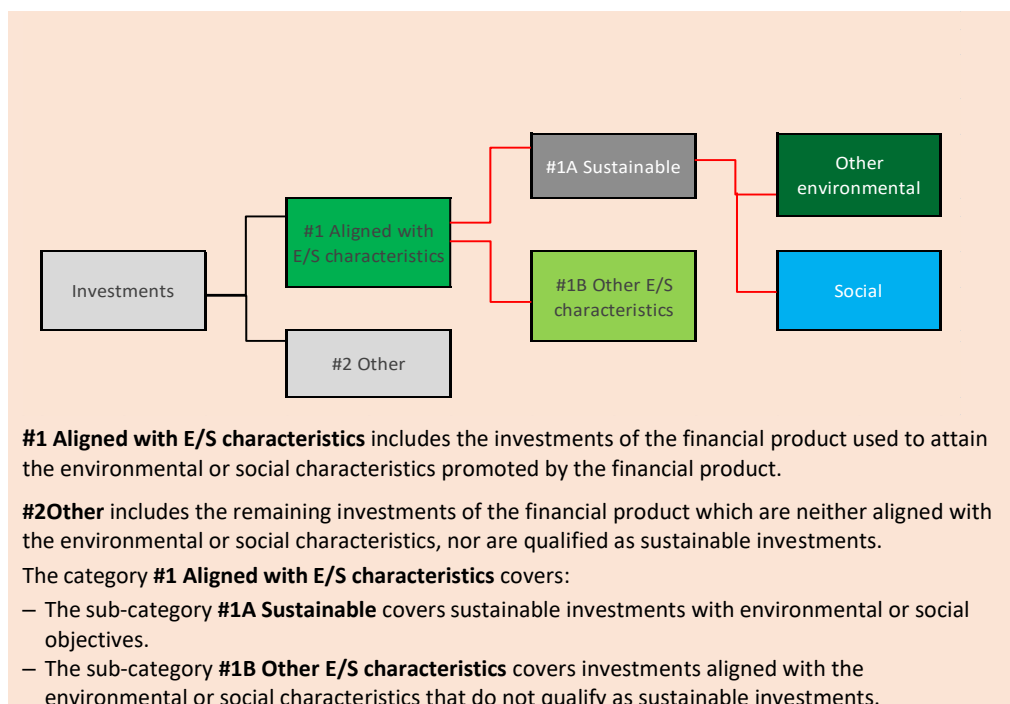 Investments
#1 Aligned with
E/S characteristics
#2 Other
#1A Sustainable
#1B Other E/S
characteristics
Other
environmental
Social
#1 Aligned with E/S characteristics includes the investments of the financial product used to attain
the environmental or social characteristics promoted by the financial product.
#2Other includes the remaining investments of the financial product which are neither aligned with
the environmental or social characteristics, nor are qualified as sustainable investments.
The category #1 Aligned with E/S characteristics covers:
– The sub-category #1A Sustainable covers sustainable investments with environmental or social
objectives.
– The sub-category #1B Other E/S characteristics covers investments aligned with the
environmental or social characteristics that do not qualify as sustainable investments.